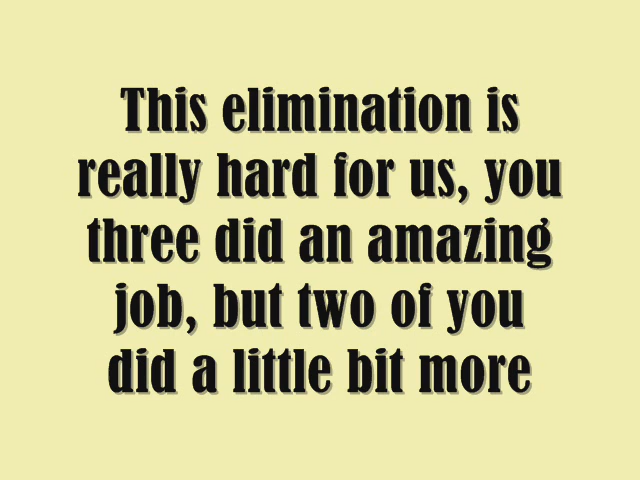 This elimination is
really hard for us, you
three did an amazing
job, but two of you
did a little bit more